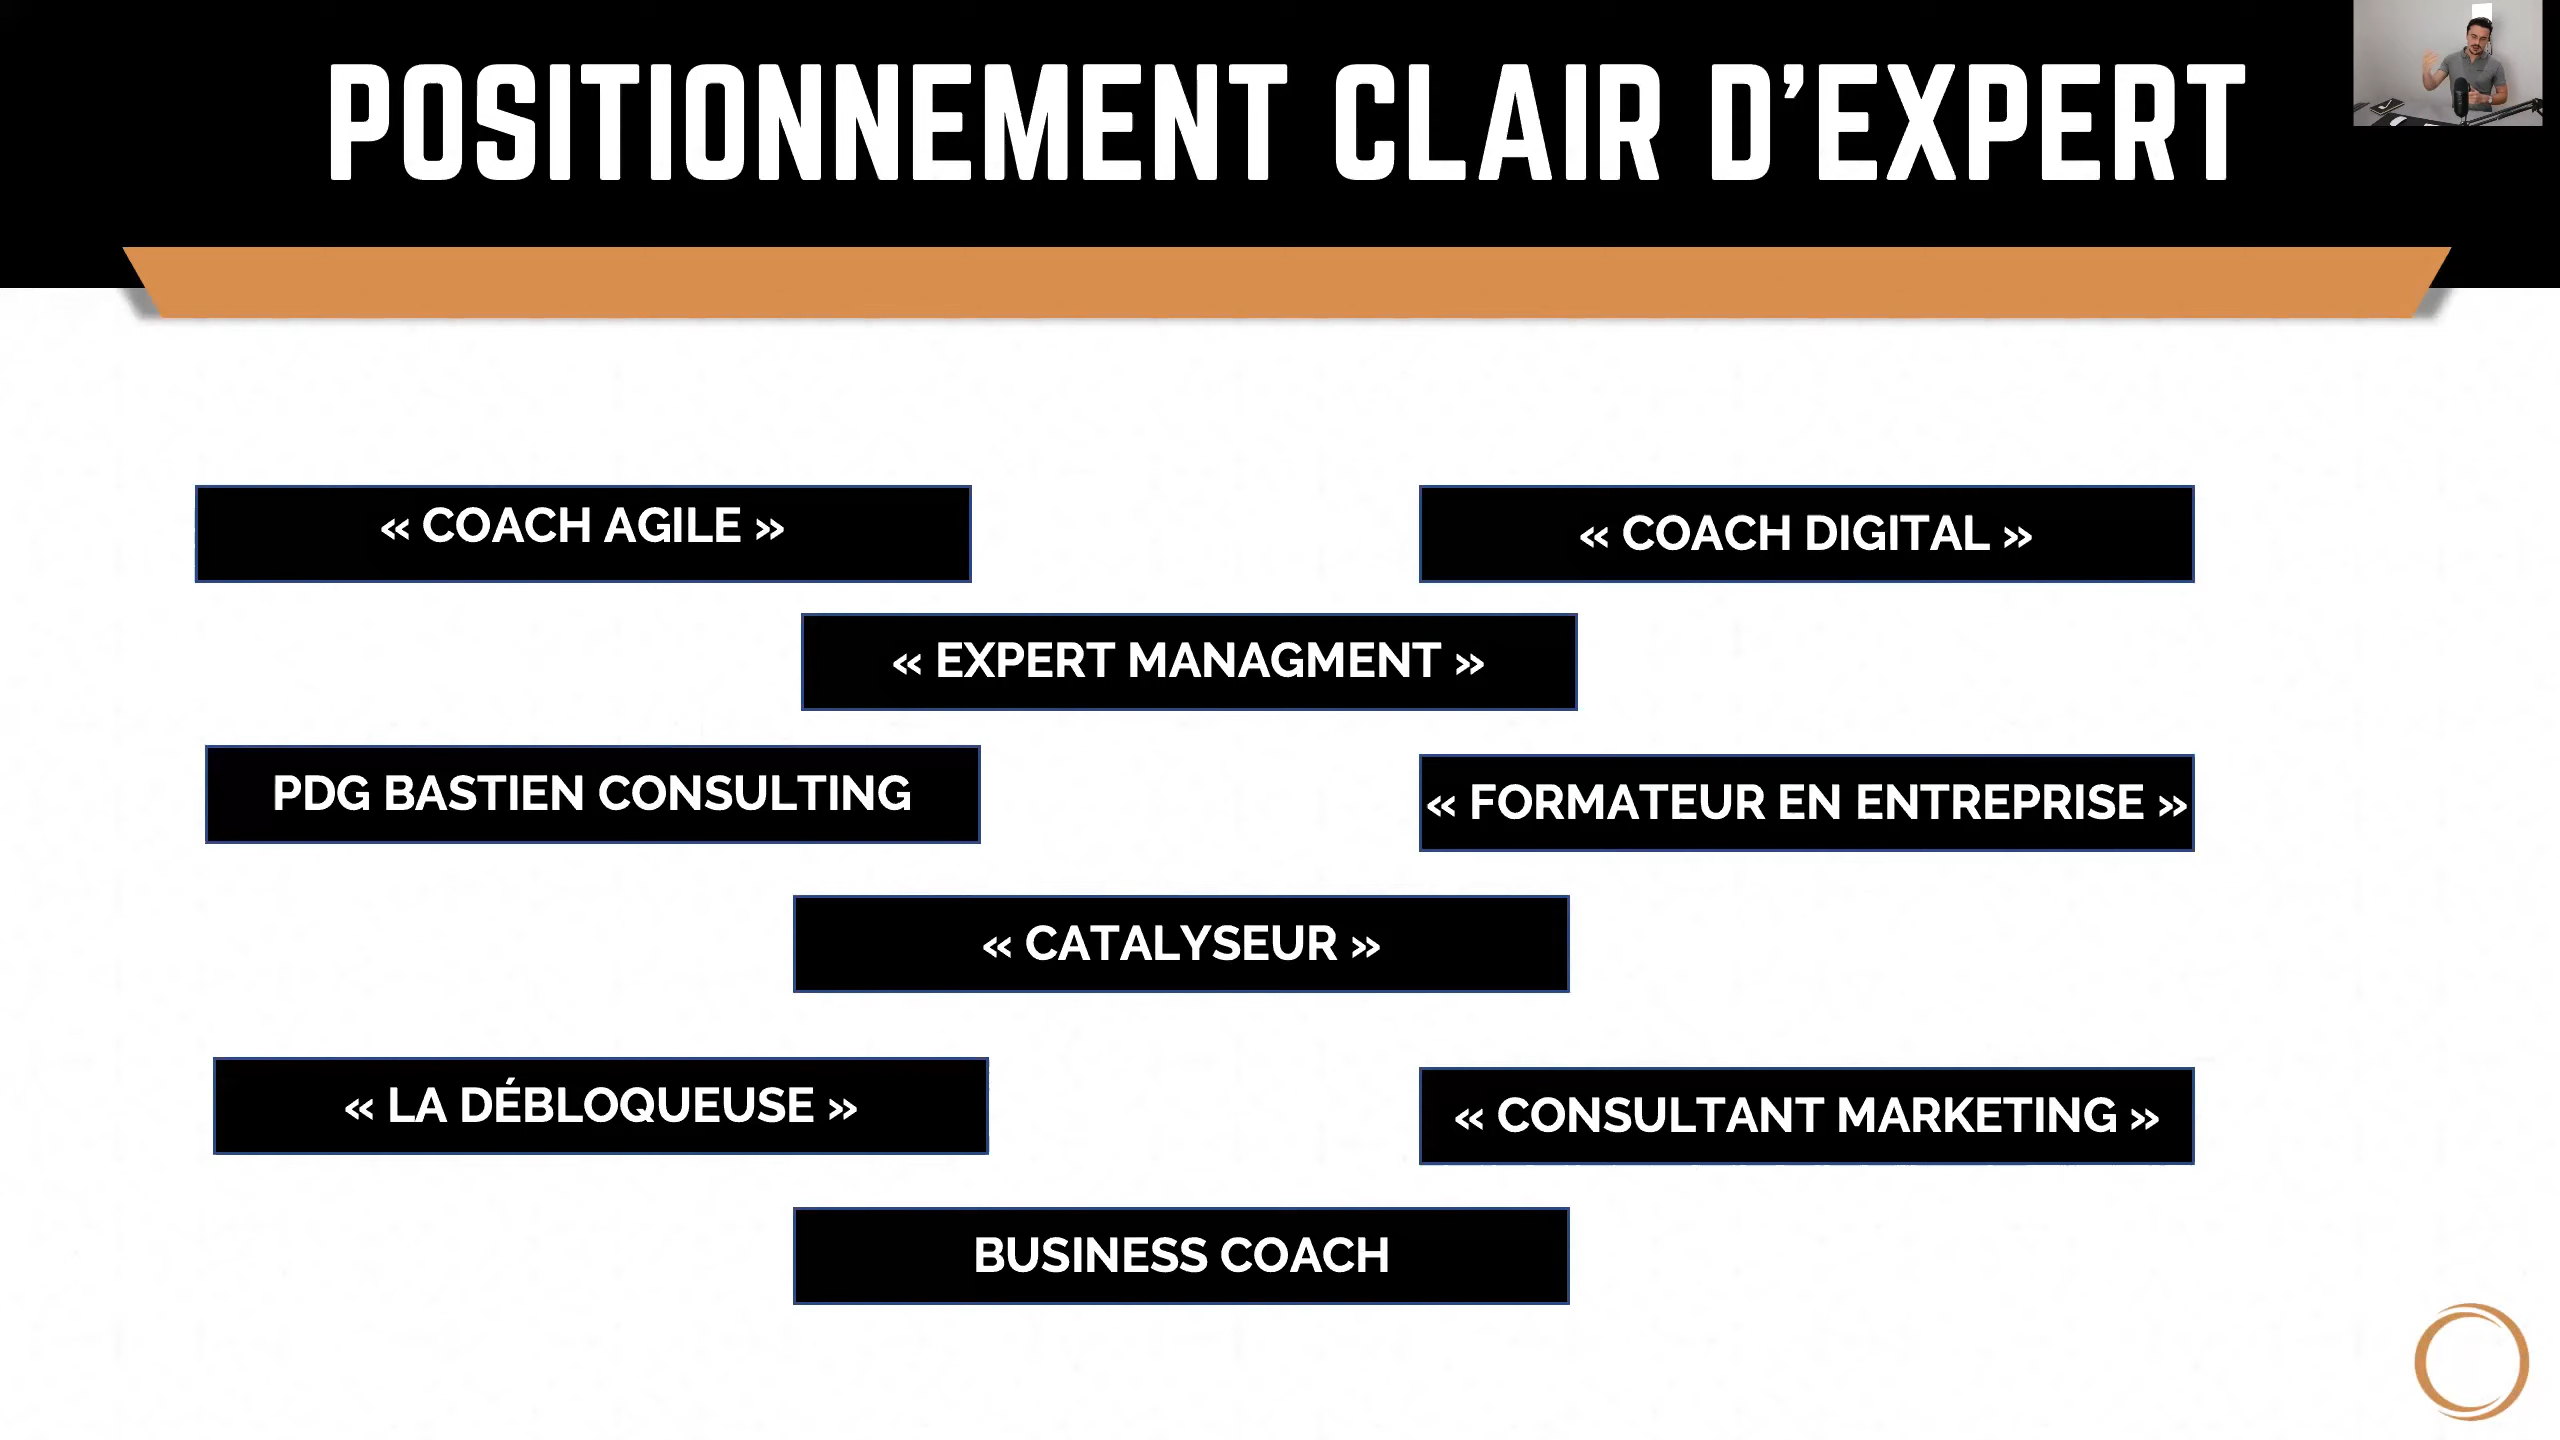 POSITIONNEMENT CLAIR D'EXPERT
« COACH AGILE »
« COACH DIGITAL »
« EXPERT MANAGMENT »
PDG BASTIEN CONSULTING
« FORMATEUR EN ENTREPRISE »
« CATALYSEUR »
« LA DÉBLOQUEUSE »
« CONSULTANT MARKETING »
BUSINESS COACH